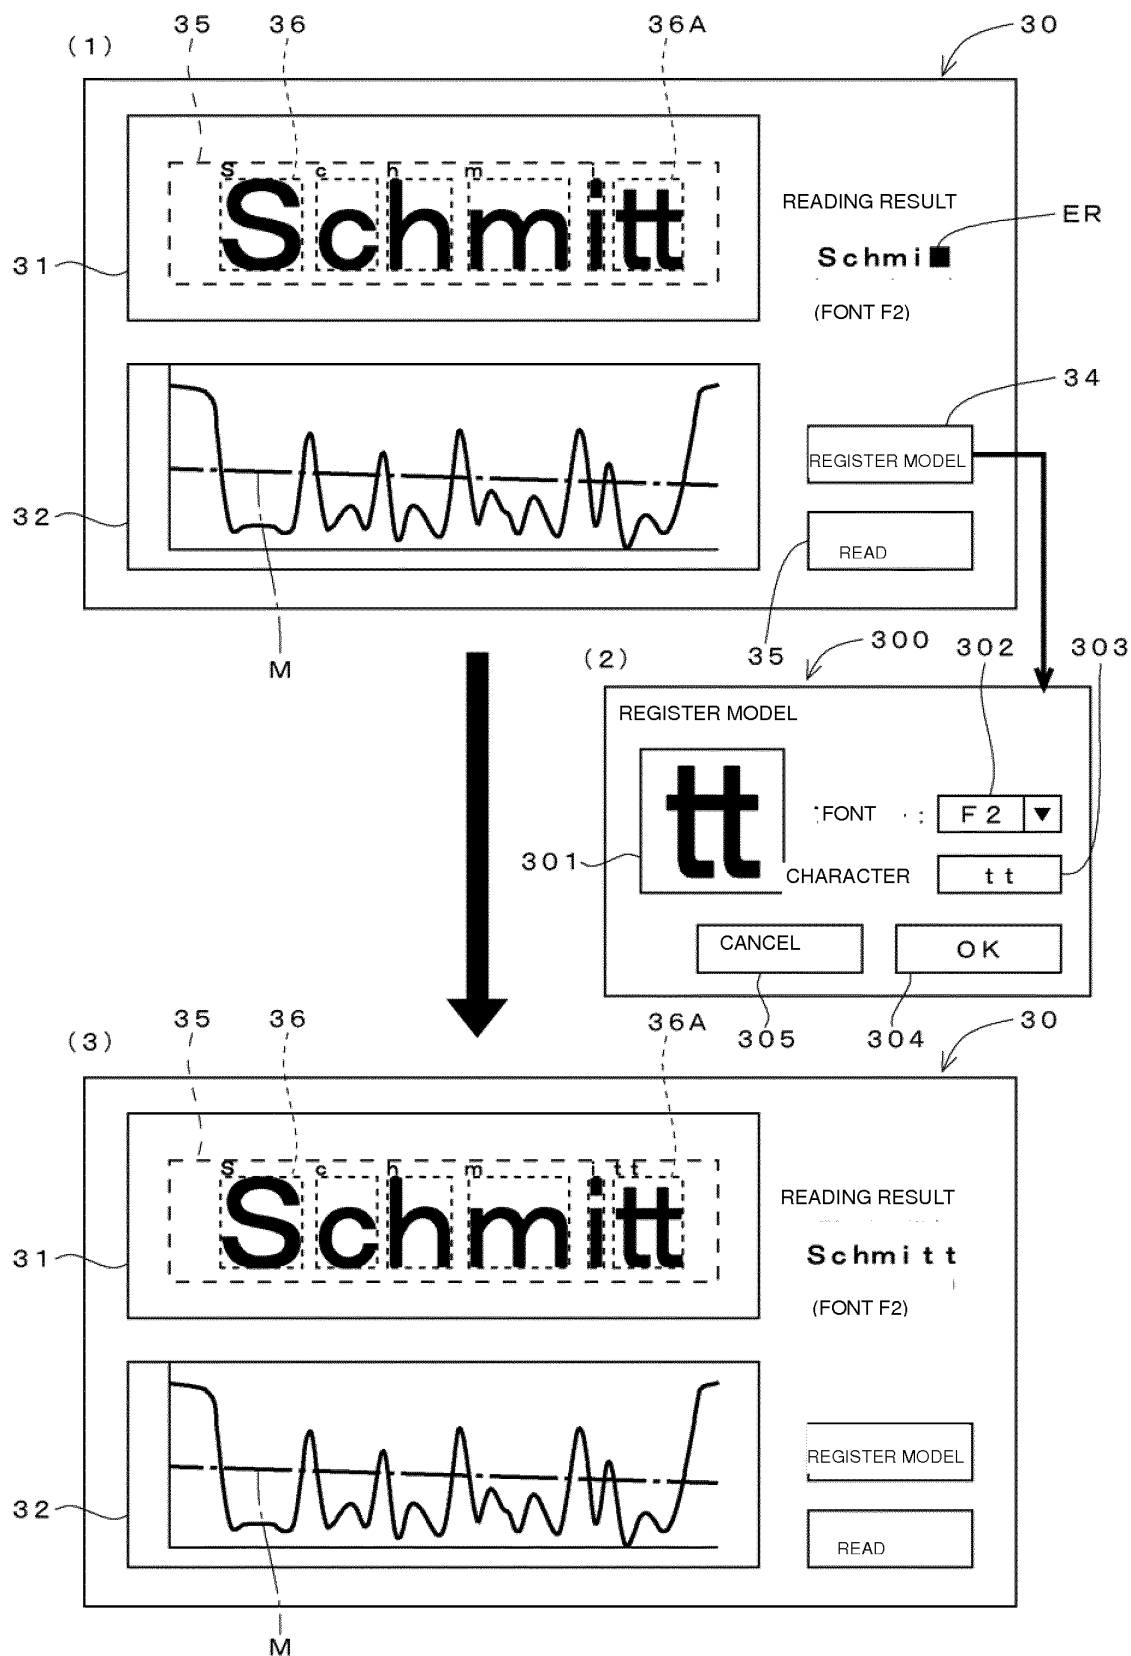 (1) 35 36 36A 30
S c h m i
Schmitt
READING RESULT
ER
Schmi■
31
(FONT F2)
34
REGISTER MODEL
32
READ
M
35
(2) 300 302 303
REGISTER MODEL
tt
FONT : F2 ▼
301
CHARACTER tt
CANCEL OK
305 304
(3) 35 36 36A 30
S c h m i tt
Schmitt
READING RESULT
Schmitt
31
(FONT F2)
REGISTER MODEL
32
READ
M